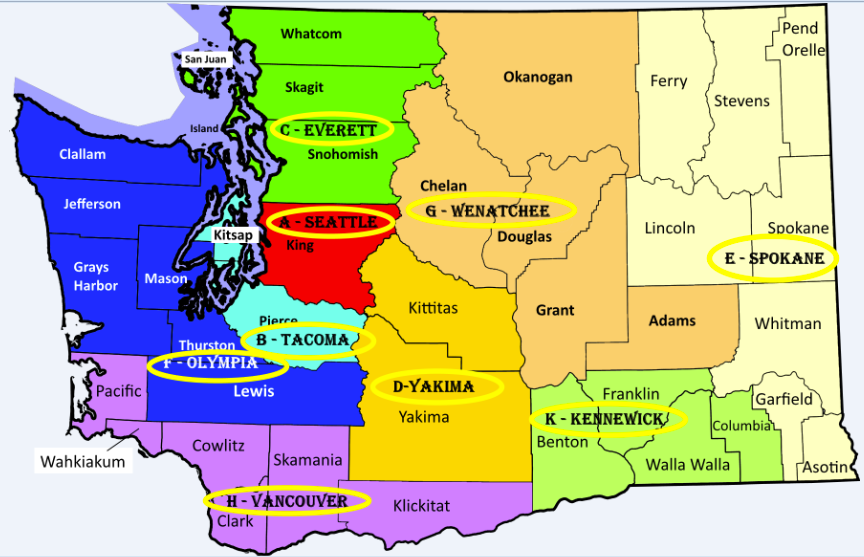 Whatcom
Pend
Orelle
San Juan
Okanogan
Ferry
Skagit
Stevens
Island
C - EVERETT
Snohomish
Clallam
Chelan
Jefferson
G - WENATCHEE
A - SEATTLE
Kitsap
King
Douglas
Lincoln
Spokane
E - SPOKANE
Grays
Harbor
Mason
Kittitas
Grant
Adams
Whitman
Pierce
Thurston
B - TACOMA
F - OLYMPIA
D-YAKIMA
Pacific
Lewis
Franklin
Garfield
Yakima
K - KENNEWICK
Columbia
Benton
Cowlitz
Wahkiakum
Skamania
Walla Walla
Asotin
H - VANCOUVER
Clark
Klickitat